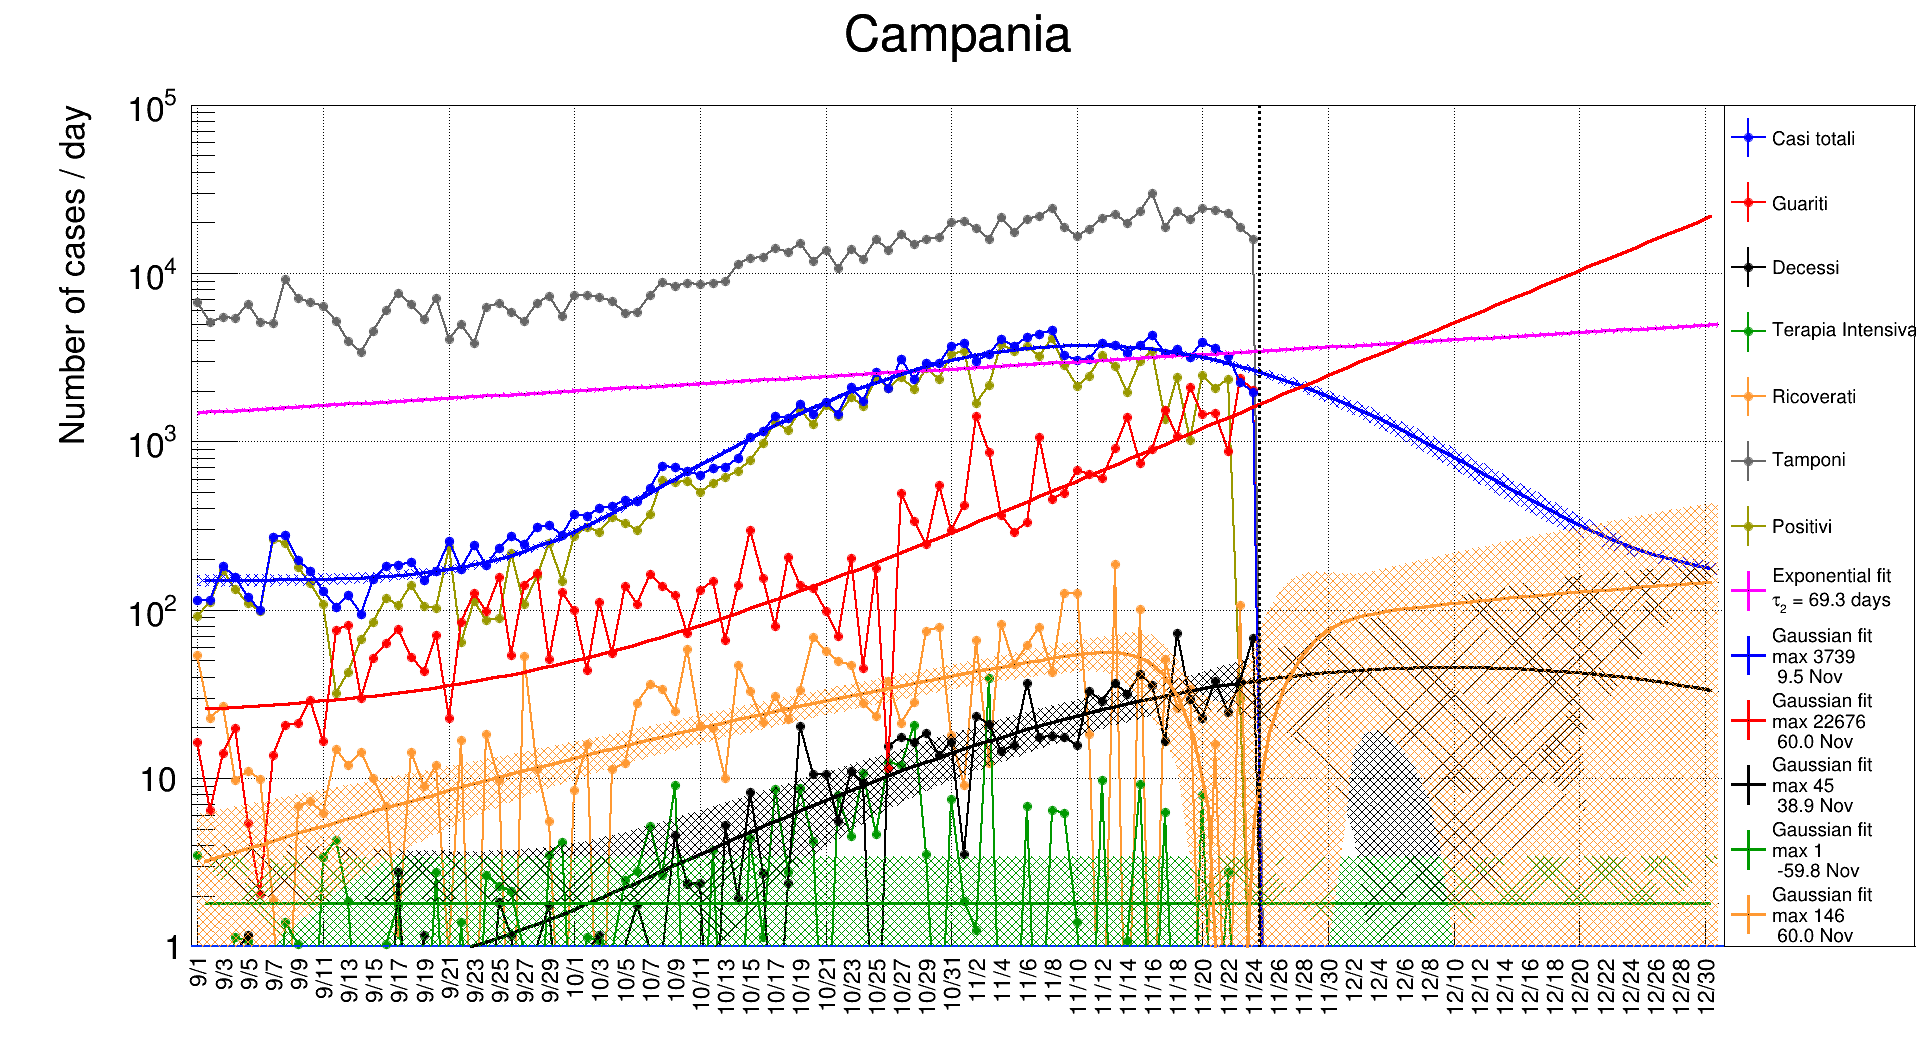 Campania
Number of cases / day
10^5
10^4
10^3
10^2
10
1
9/1 9/3 9/5 9/7 9/9 9/11 9/13 9/15 9/17 9/19 9/21 9/23 9/25 9/27 9/29 10/1 10/3 10/5 10/7 10/9 10/11 10/13 10/15 10/17 10/19 10/21 10/23 10/25 10/27 10/29 10/31 11/2 11/4 11/6 11/8 11/10 11/12 11/14 11/16 11/18 11/20 11/22 11/24 11/26 11/28 11/30 12/2 12/4 12/6 12/8 12/10 12/12 12/14 12/16 12/18 12/20 12/22 12/24 12/26 12/28 12/30
Casi totali
Guariti
Decessi
Terapia Intensiva
Ricoverati
Tamponi
Positivi
Exponential fit
τ2 = 69.3 days
Gaussian fit
max 3739
9.5 Nov
Gaussian fit
max 22676
60.0 Nov
Gaussian fit
max 45
38.9 Nov
Gaussian fit
max 1
-59.8 Nov
Gaussian fit
max 146
60.0 Nov